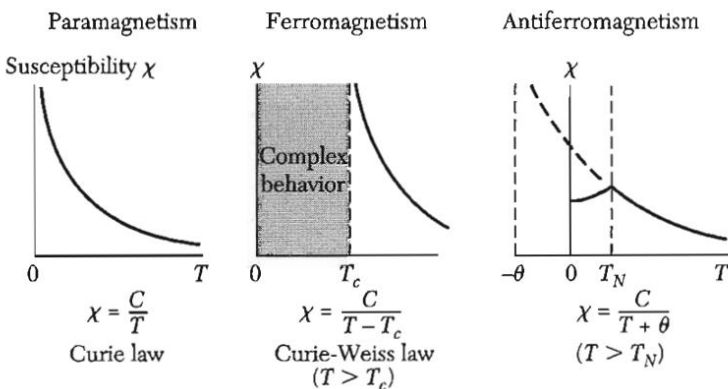 Paramagnetism
Susceptibility χ
0
T
χ = C/T
Curie law
Ferromagnetism
χ
Complex
behavior
0
T_c
χ = C/(T − T_c)
Curie-Weiss law
(T > T_c)
Antiferromagnetism
χ
−θ
0
T_N
T
χ = C/(T + θ)
(T > T_N)